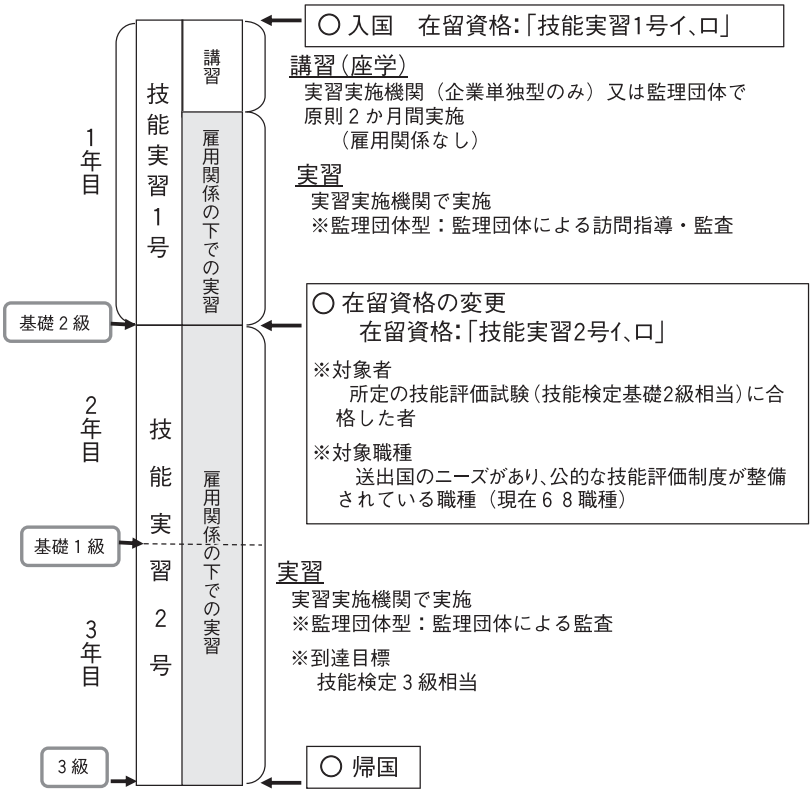 ○ 入国　在留資格：「技能実習1号イ、ロ」
講習（座学）
実習実施機関（企業単独型のみ）又は監理団体で
原則２か月間実施
（雇用関係なし）
実習
実習実施機関で実施
※監理団体型：監理団体による訪問指導・監査
1年目
技能実習1号
講習
雇用関係の下での実習
基礎２級
○ 在留資格の変更
在留資格：「技能実習2号イ、ロ」
※対象者
所定の技能評価試験（技能検定基礎2級相当）に合
格した者
※対象職種
送出国のニーズがあり、公的な技能評価制度が整備
されている職種（現在６８職種）
2年目
技能実習2号
雇用関係の下での実習
基礎１級
実習
実習実施機関で実施
※監理団体型：監理団体による監査
※到達目標
技能検定３級相当
3年目
３級
○ 帰国